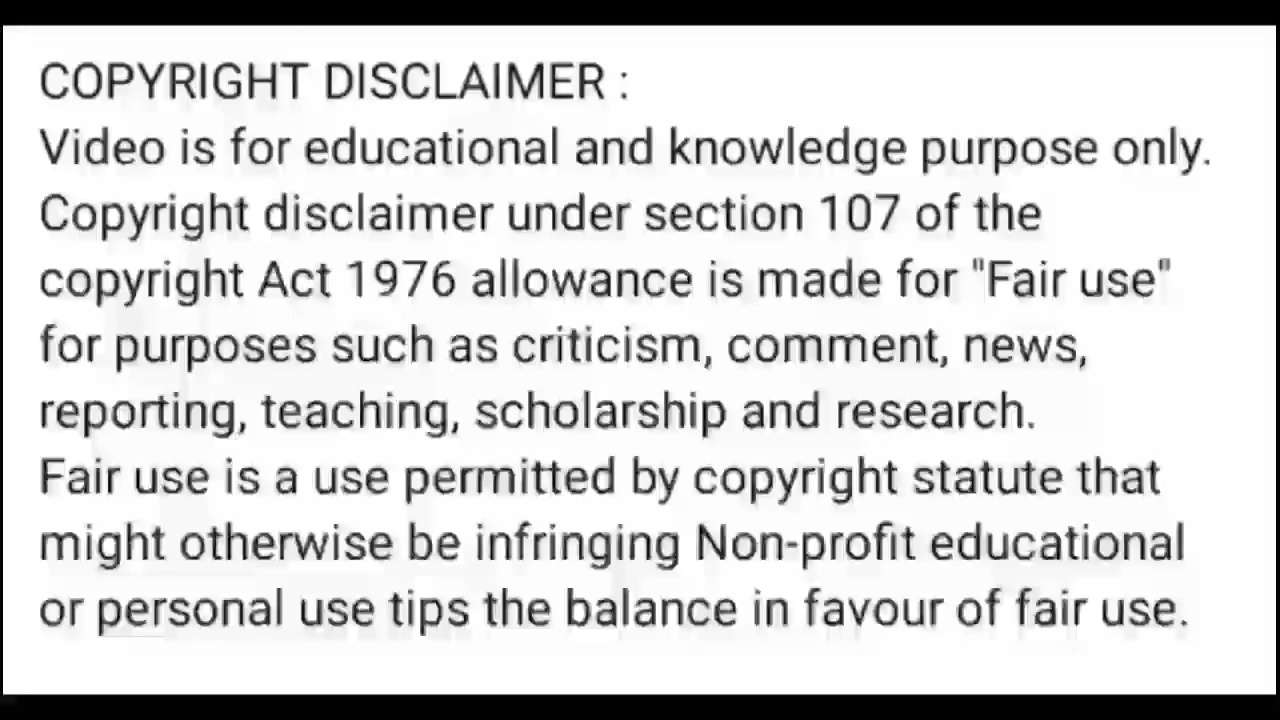 COPYRIGHT DISCLAIMER :
Video is for educational and knowledge purpose only.
Copyright disclaimer under section 107 of the
copyright Act 1976 allowance is made for "Fair use"
for purposes such as criticism, comment, news,
reporting, teaching, scholarship and research.
Fair use is a use permitted by copyright statute that
might otherwise be infringing Non-profit educational
or personal use tips the balance in favour of fair use.